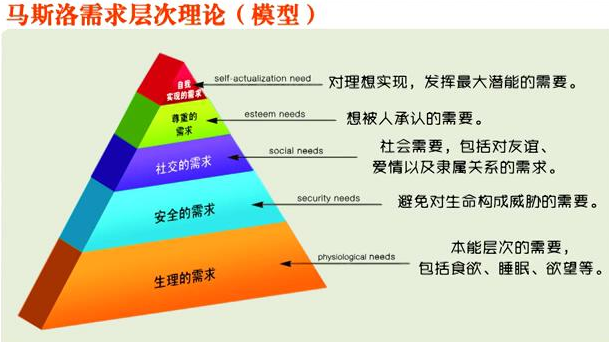 马斯洛需求层次理论（模型）
自我
实现的需求
self-actualization need
对理想实现，发挥最大潜能的需要。
尊重的
需求
esteem needs
想被人承认的需要。
社交的需求
social needs
社会需要，包括对友谊、
爱情以及隶属关系的需求。
安全的需求
security needs
避免对生命构成威胁的需要。
生理的需求
physiological needs
本能层次的需要，
包括食欲、睡眠、欲望等。